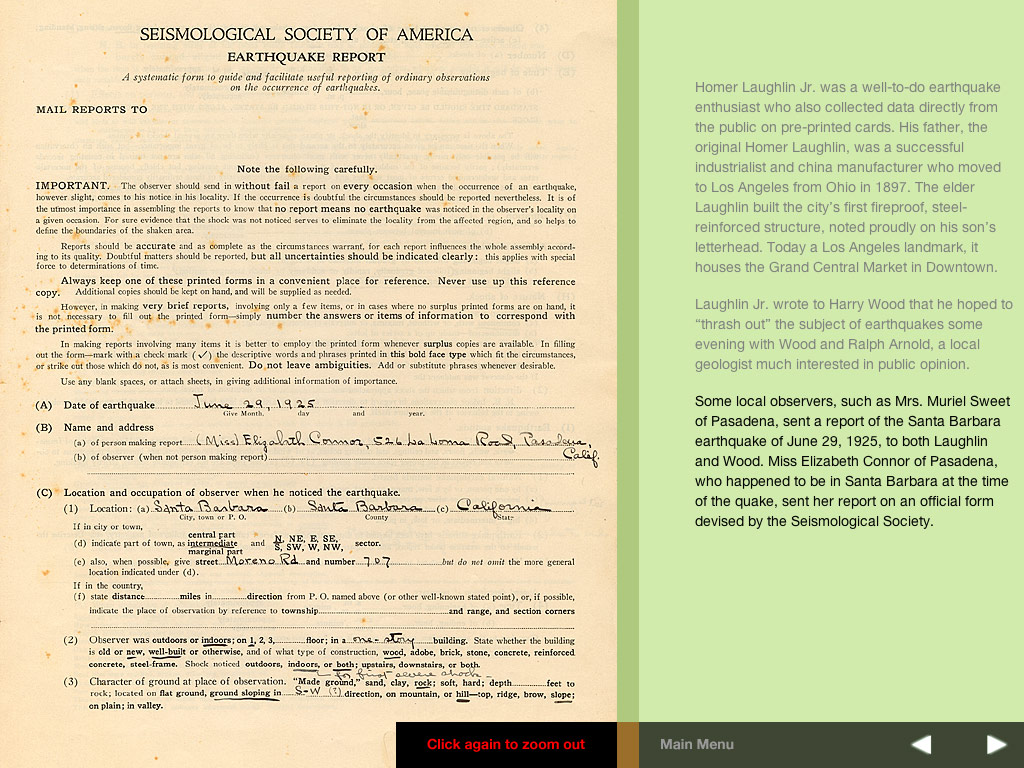 SEISMOLOGICAL SOCIETY OF AMERICA
EARTHQUAKE REPORT
A systematic form to guide and facilitate useful reporting of ordinary observations
on the occurrence of earthquakes.
MAIL REPORTS TO
Note the following carefully.
IMPORTANT. The observer should send in without fail a report on every occasion when the occurrence of an earthquake,
however slight, comes to his notice in his locality. If the occurrence is doubtful the circumstances should be reported nevertheless. It is of
the utmost importance in assembling the reports to know that no report means no earthquake was noticed in the observer's locality on
a given occasion. For sure evidence that the shock was not noticed serves to eliminate the locality from the affected region, and so helps to
define the boundaries of the shaken area.
Reports should be accurate and as complete as the circumstances warrant, for each report influences the whole assembly accord-
ing to its quality. Doubtful matters should be reported, but all uncertainties should be indicated clearly: this applies with special
force to determinations of time.
Always keep one of these printed forms in a convenient place for reference. Never use up this reference
copy. Additional copies should be kept on hand, and will be supplied as needed.
However, in making very brief reports, involving only a few items, or in cases where no surplus printed forms are on hand, it
is not necessary to fill out the printed form—simply number the answers or items of information to correspond with
the printed form.
In making reports involving many items it is better to employ the printed form whenever surplus copies are available. In filling
out the form—mark with a check mark (✓) the descriptive words and phrases printed in this bold face type which fit the circumstances,
or strike out those which do not, as is most convenient. Do not leave ambiguities. Add or substitute phrases whenever desirable.
Use any blank spaces, or attach sheets, in giving additional information of importance.
(A) Date of earthquake June 29, 1925
Give Month, day and year.
(B) Name and address
(a) of person making report (Miss) Elizabeth Connor, 526 La Loma Road, Pasadena,
Calif.
(b) of observer (when not person making report)
(C) Location and occupation of observer when he noticed the earthquake.
(1) Location: (a) Santa Barbara (b) Santa Barbara (c) California
City, town or P. O. County State
If in city or town,
(d) indicate part of town, as central part intermediate marginal part and N, NE, E, SE, S, SW, W, NW, sector.
(e) also, when possible, give street Moreno Rd and number 707 but do not omit the more general
location indicated under (d).
If in the country,
(f) state distance miles in direction from P. O. named above (or other well-known stated point), or, if possible,
indicate the place of observation by reference to township and range, and section corners
(2) Observer was outdoors or indoors; on 1, 2, 3, floor; in a one-story building. State whether the building
is old or new, well-built or otherwise, and of what type of construction, wood, adobe, brick, stone, concrete, reinforced
concrete, steel-frame. Shock noticed outdoors, indoors, or both; upstairs, downstairs, or both.
- for first severe shock -
(3) Character of ground at place of observation. "Made ground," sand, clay, rock; soft, hard; depth feet to
rock; located on flat ground, ground sloping in S-W (?) direction, on mountain, or hill—top, ridge, brow, slope;
on plain; in valley.
Click again to zoom out
Homer Laughlin Jr. was a well-to-do earthquake
enthusiast who also collected data directly from
the public on pre-printed cards. His father, the
original Homer Laughlin, was a successful
industrialist and china manufacturer who moved
to Los Angeles from Ohio in 1897. The elder
Laughlin built the city's first fireproof, steel-
reinforced structure, noted proudly on his son's
letterhead. Today a Los Angeles landmark, it
houses the Grand Central Market in Downtown.
Laughlin Jr. wrote to Harry Wood that he hoped to
“thrash out” the subject of earthquakes some
evening with Wood and Ralph Arnold, a local
geologist much interested in public opinion.
Some local observers, such as Mrs. Muriel Sweet
of Pasadena, sent a report of the Santa Barbara
earthquake of June 29, 1925, to both Laughlin
and Wood. Miss Elizabeth Connor of Pasadena,
who happened to be in Santa Barbara at the time
of the quake, sent her report on an official form
devised by the Seismological Society.
Main Menu